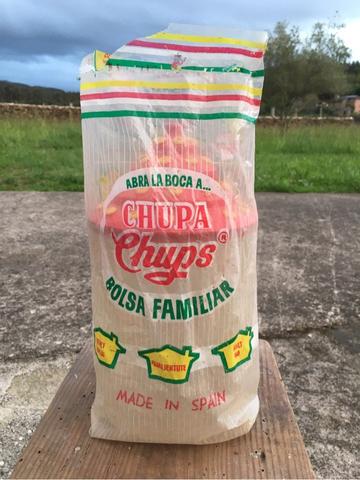 ABRA LA BOCA A...
CHUPA
Chups®
BOLSA FAMILIAR
MADE IN SPAIN